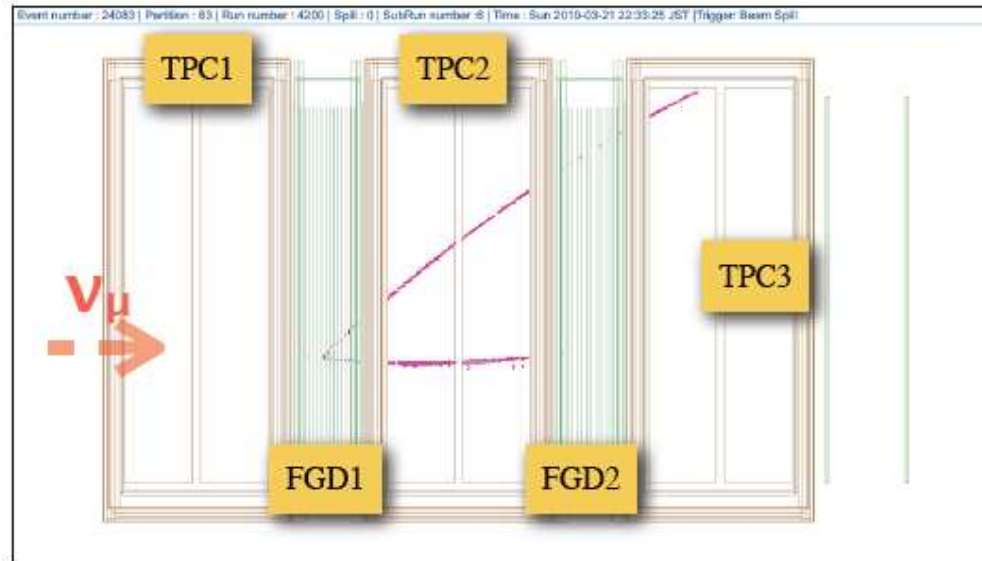 Event number : 24083 | Partition : 63 | Run number : 4200 | Spill : 0 | SubRun number :6 | Time : Sun 2010-03-21 22:33:25 JST |Trigger: Beam Spill
TPC1
TPC2
TPC3
νμ
FGD1
FGD2